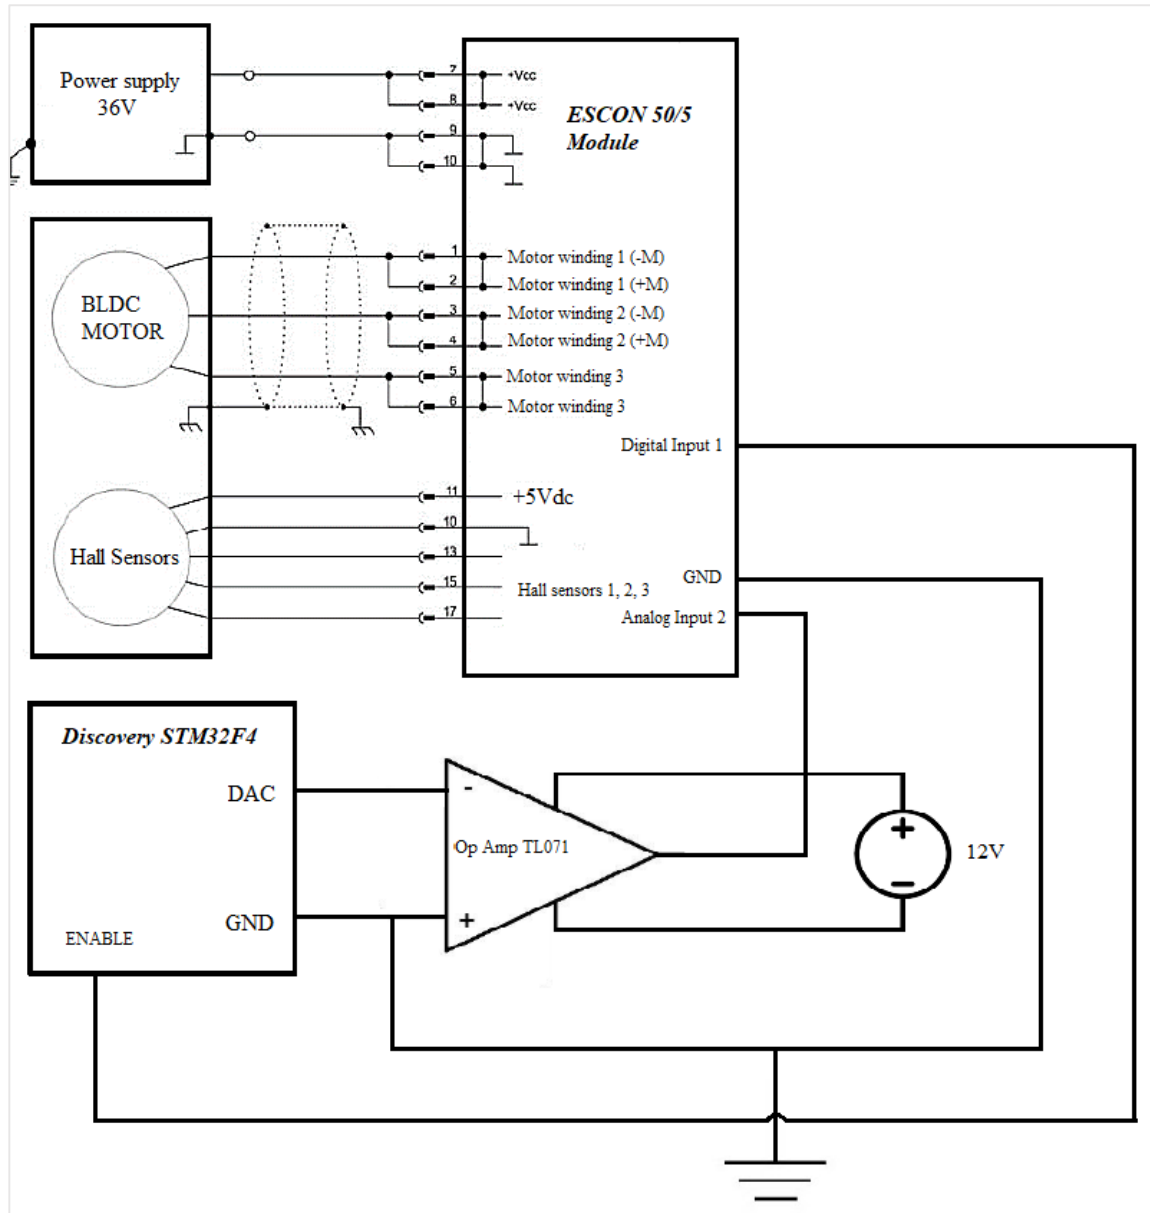 Power supply
36V
7
+Vcc
8
+Vcc
9
10
ESCON 50/5
Module
BLDC
MOTOR
1
Motor winding 1 (-M)
2
Motor winding 1 (+M)
3
Motor winding 2 (-M)
4
Motor winding 2 (+M)
5
Motor winding 3
6
Motor winding 3
Digital Input 1
Hall Sensors
11
+5Vdc
10
13
15
Hall sensors 1, 2, 3
17
GND
Analog Input 2
Discovery STM32F4
DAC
GND
ENABLE
-
Op Amp TL071
+
+
12V
-